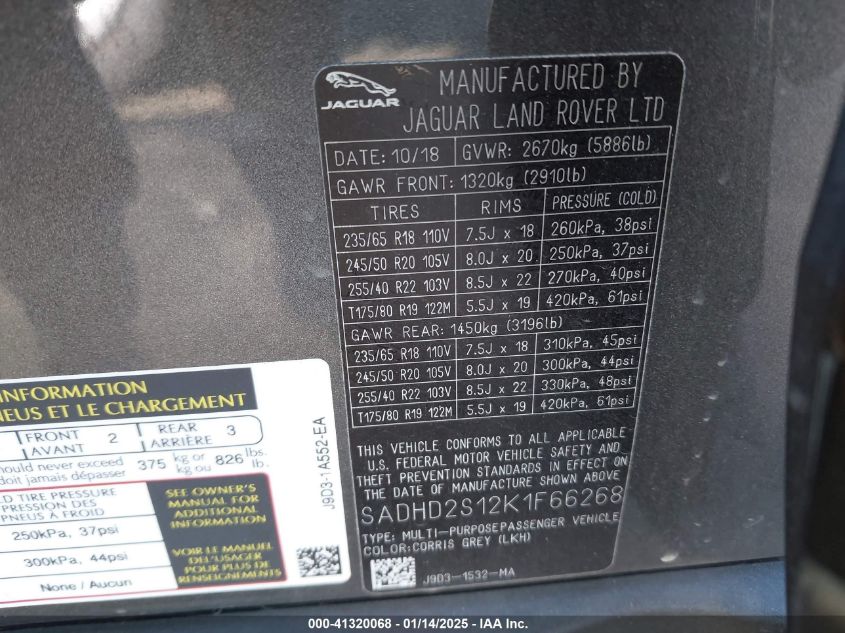 JAGUAR
MANUFACTURED BY
JAGUAR LAND ROVER LTD
DATE: 10/18 GVWR: 2670kg (5886lb)
GAWR FRONT: 1320kg (2910lb)
TIRES RIMS PRESSURE (COLD)
235/65 R18 110V 7.5J x 18 260kPa, 38psi
245/50 R20 105V 8.0J x 20 250kPa, 37psi
255/40 R22 103V 8.5J x 22 270kPa, 40psi
T175/80 R19 122M 5.5J x 19 420kPa, 61psi
GAWR REAR: 1450kg (3196lb)
235/65 R18 110V 7.5J x 18 310kPa, 45psi
245/50 R20 105V 8.0J x 20 300kPa, 44psi
255/40 R22 103V 8.5J x 22 330kPa, 48psi
T175/80 R19 122M 5.5J x 19 420kPa, 61psi
THIS VEHICLE CONFORMS TO ALL APPLICABLE
U.S. FEDERAL MOTOR VEHICLE SAFETY AND
THEFT PREVENTION STANDARDS IN EFFECT ON
THE DATE OF MANUFACTURE SHOWN ABOVE.
SADHD2S12K1F66268
TYPE: MULTI-PURPOSE PASSENGER VEHICLE
COLOR: CORRIS GREY (LKH)
J9D3-1532-MA
INFORMATION
NEUS ET LE CHARGEMENT
FRONT 2 REAR 3
AVANT ARRIÈRE
should never exceed 375 kg or 826 lbs.
doit jamais dépasser kg ou lb.
D TIRE PRESSURE
PRESSION DES
PNEUS A FROID
250kPa, 37psi
300kPa, 44psi
None / Aucun
SEE OWNER'S
MANUAL FOR
ADDITIONAL
INFORMATION
VOIR LE MANUEL
DE L'USAGER
POUR PLUS DE
RENSEIGNEMENTS
J9D3-1A552-EA
000-41320068 - 01/14/2025 - IAA Inc.